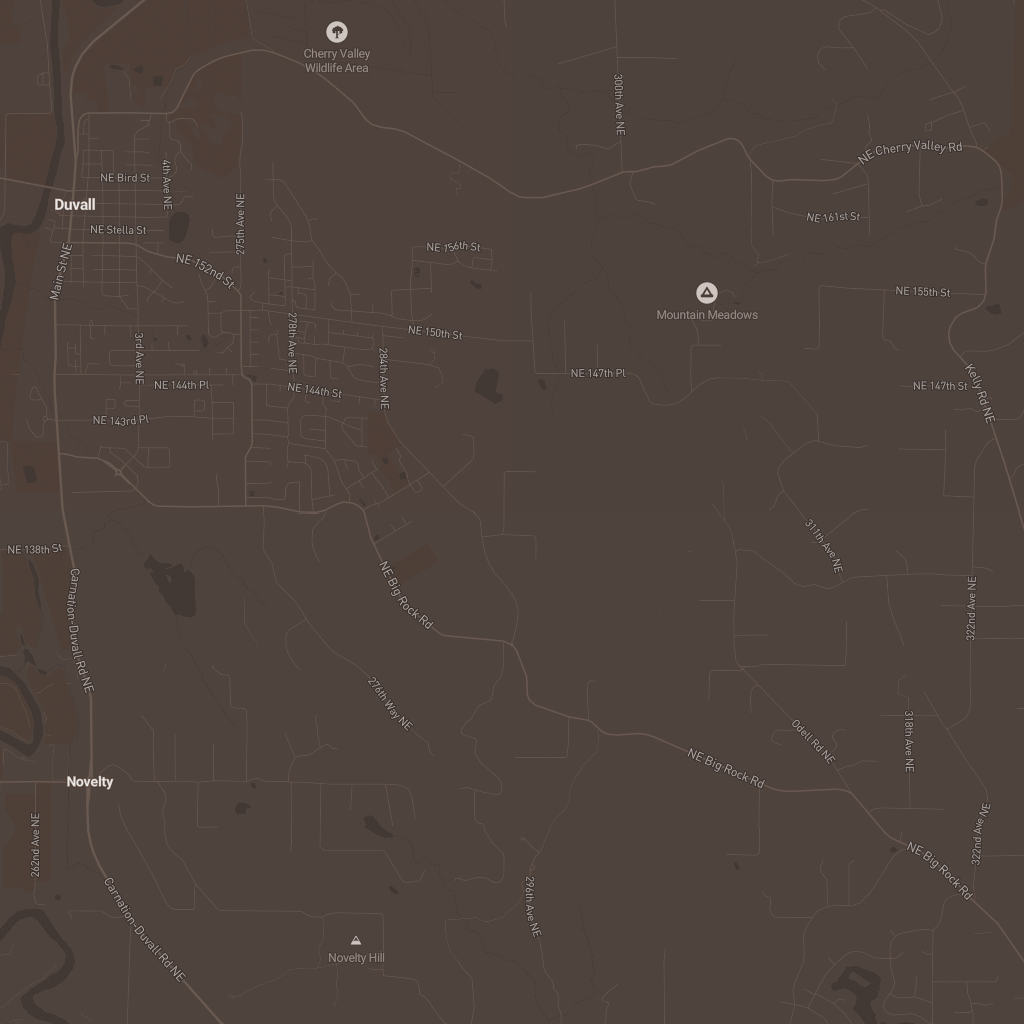 Cherry Valley
Wildlife Area
300th Ave NE
NE Cherry Valley Rd
NE Bird St
4th Ave NE
Duvall
275th Ave NE
NE 161st St
NE Stella St
NE 156th St
Main St NE
NE 152nd St
NE 155th St
Mountain Meadows
278th Ave NE
NE 150th St
3rd Ave NE
284th Ave NE
NE 147th Pl
NE 144th Pl
NE 144th St
NE 147th St
Kelly Rd NE
NE 143rd Pl
NE 138th St
311th Ave NE
NE Big Rock Rd
322nd Ave NE
Carnation-Duvall Rd NE
276th Way NE
Odell Rd NE
318th Ave NE
NE Big Rock Rd
Novelty
262nd Ave NE
322nd Ave NE
NE Big Rock Rd
296th Ave NE
Carnation-Duvall Rd NE
Novelty Hill